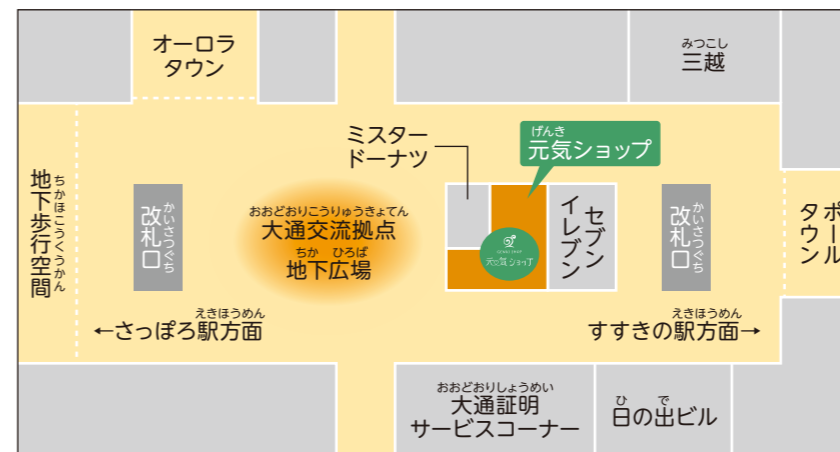 オーロラ
タウン
みつこし
三越
ミスター
ドーナツ
げんき
元気ショップ
ちかほこうくうかん
地下歩行空間
かいさつぐち
改札口
おおどおりこうりゅうきょてん
大通交流拠点
ちか ひろば
地下広場
元気ショップ
セブン
イレブン
かいさつぐち
改札口
ポール
タウン
えきほうめん
←さっぽろ駅方面
えきほうめん
すすきの駅方面→
おおどおりしょうめい
大通証明
サービスコーナー
ひ で
日の出ビル